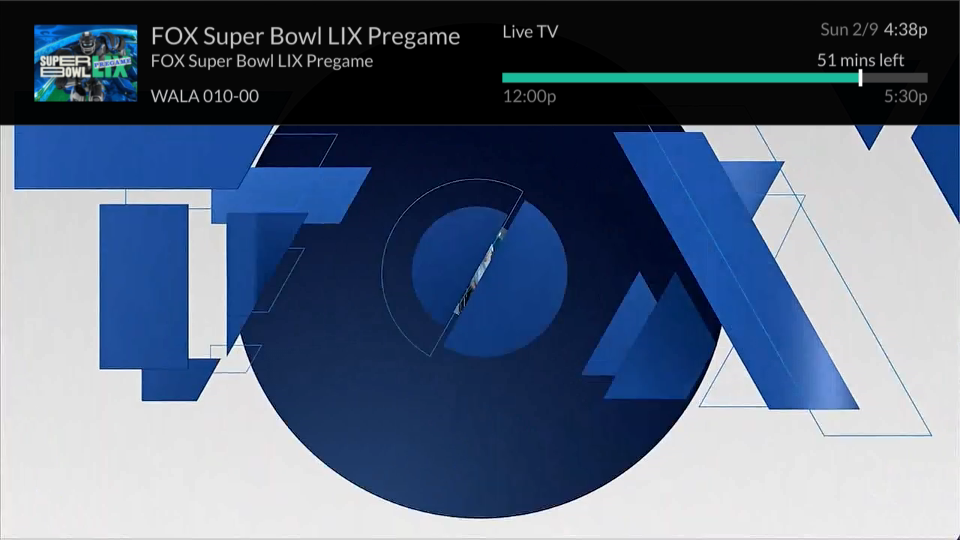 SUPER
BOWL LIX
PREGAME
FOX Super Bowl LIX Pregame
FOX Super Bowl LIX Pregame
WALA 010-00
Live TV
Sun 2/9 4:38p
51 mins left
12:00p
5:30p